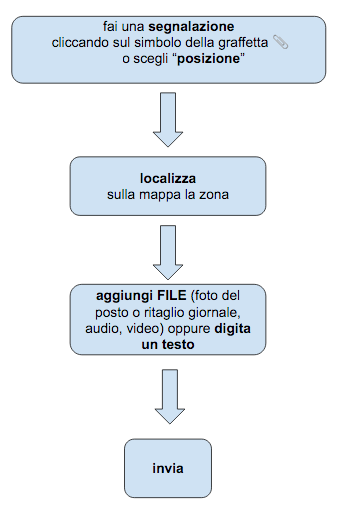 fai una segnalazione
cliccando sul simbolo della graffetta 📎
o scegli “posizione”
localizza
sulla mappa la zona
aggiungi FILE (foto del
posto o ritaglio giornale,
audio, video) oppure digita
un testo
invia